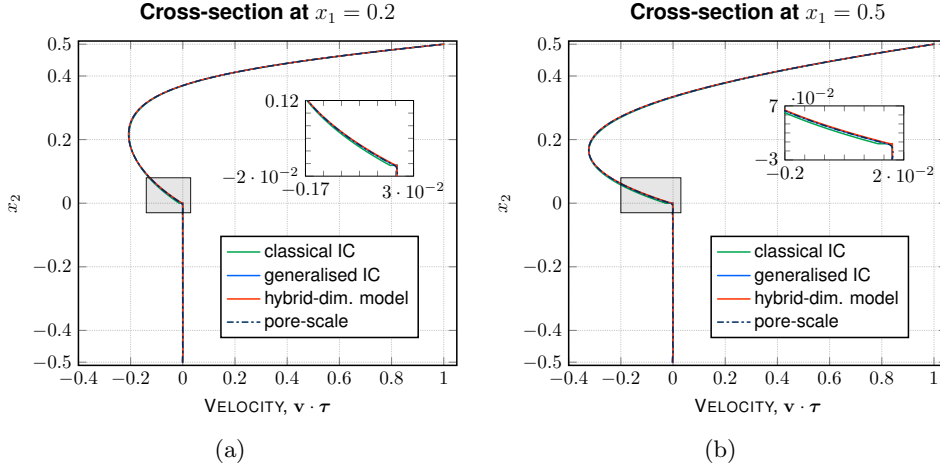 Cross-section at x₁ = 0.2
0.5
0.4
0.2
0
−0.2
−0.4
−0.5
x₂
0.12
−2 · 10⁻²
−0.17
3 · 10⁻²
classical IC
generalised IC
hybrid-dim. model
pore-scale
−0.4
−0.2
0
0.2
0.4
0.6
0.8
1
VELOCITY, v · τ
(a)
Cross-section at x₁ = 0.5
0.5
0.4
0.2
0
−0.2
−0.4
−0.5
x₂
7
·10⁻²
−3
−0.2
2 · 10⁻²
classical IC
generalised IC
hybrid-dim. model
pore-scale
−0.4
−0.2
0
0.2
0.4
0.6
0.8
1
VELOCITY, v · τ
(b)